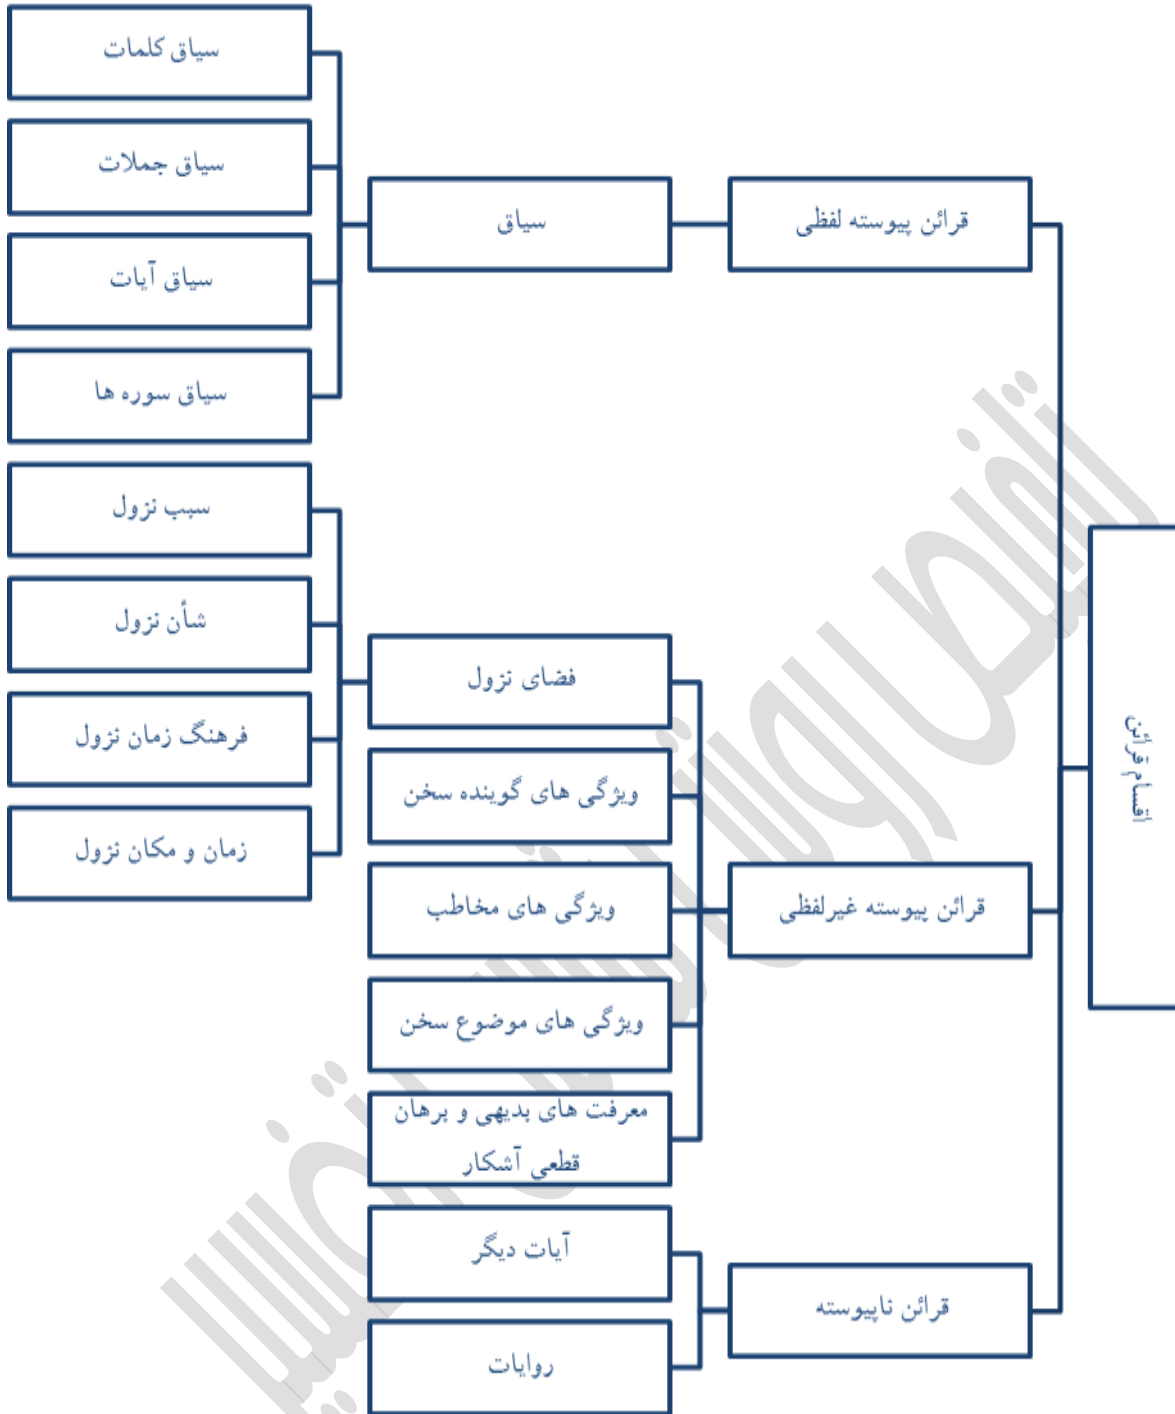 اقسام قرائن
قرائن پیوسته لفظی
سیاق
سیاق کلمات
سیاق جملات
سیاق آیات
سیاق سوره ها
قرائن پیوسته غیرلفظی
فضای نزول
سبب نزول
شأن نزول
فرهنگ زمان نزول
زمان و مکان نزول
ویژگی های گوینده سخن
ویژگی های مخاطب
ویژگی های موضوع سخن
معرفت های بدیهی و برهان
قطعی آشکار
قرائن ناپیوسته
آیات دیگر
روایات